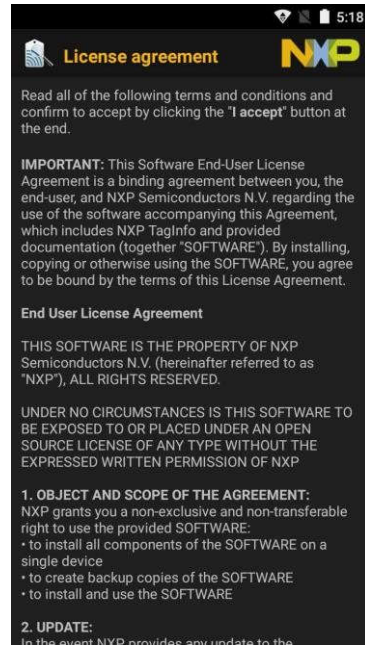 5:18
License agreement
NXP
Read all of the following terms and conditions and
confirm to accept by clicking the "I accept" button at
the end.
IMPORTANT: This Software End-User License
Agreement is a binding agreement between you, the
end-user, and NXP Semiconductors N.V. regarding the
use of the software accompanying this Agreement,
which includes NXP TagInfo and provided
documentation (together "SOFTWARE"). By installing,
copying or otherwise using the SOFTWARE, you agree
to be bound by the terms of this License Agreement.
End User License Agreement
THIS SOFTWARE IS THE PROPERTY OF NXP
Semiconductors N.V. (hereinafter referred to as
"NXP"), ALL RIGHTS RESERVED.
UNDER NO CIRCUMSTANCES IS THIS SOFTWARE TO
BE EXPOSED TO OR PLACED UNDER AN OPEN
SOURCE LICENSE OF ANY TYPE WITHOUT THE
EXPRESSED WRITTEN PERMISSION OF NXP
1. OBJECT AND SCOPE OF THE AGREEMENT:
NXP grants you a non-exclusive and non-transferable
right to use the provided SOFTWARE:
• to install all components of the SOFTWARE on a
single device
• to create backup copies of the SOFTWARE
• to install and use the SOFTWARE
2. UPDATE:
In the event NXP provides any update to the